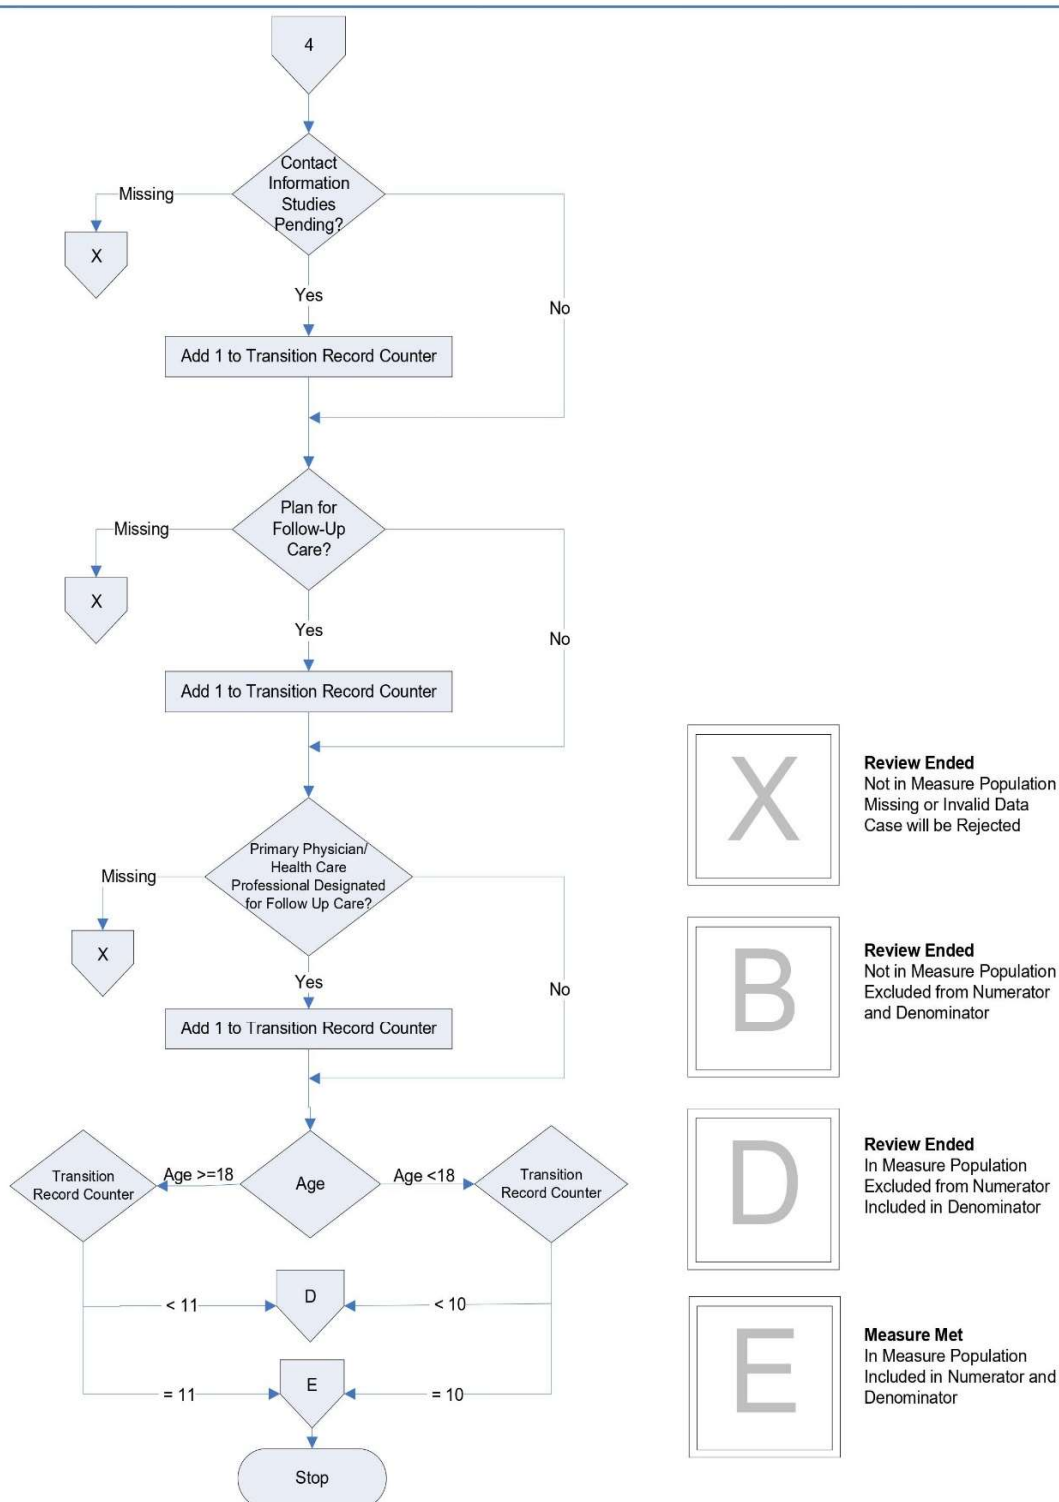 4
Contact
Information
Studies
Pending?
Missing
X
Yes
No
Add 1 to Transition Record Counter
Plan for
Follow-Up
Care?
Missing
X
Yes
No
Add 1 to Transition Record Counter
Primary Physician/
Health Care
Professional Designated
for Follow Up Care?
Missing
X
Yes
No
Add 1 to Transition Record Counter
Transition
Record Counter
Age >=18
Age
Age <18
Transition
Record Counter
< 11
D
< 10
= 11
E
= 10
Stop
X
Review Ended
Not in Measure Population
Missing or Invalid Data
Case will be Rejected
B
Review Ended
Not in Measure Population
Excluded from Numerator
and Denominator
D
Review Ended
In Measure Population
Excluded from Numerator
Included in Denominator
E
Measure Met
In Measure Population
Included in Numerator and
Denominator